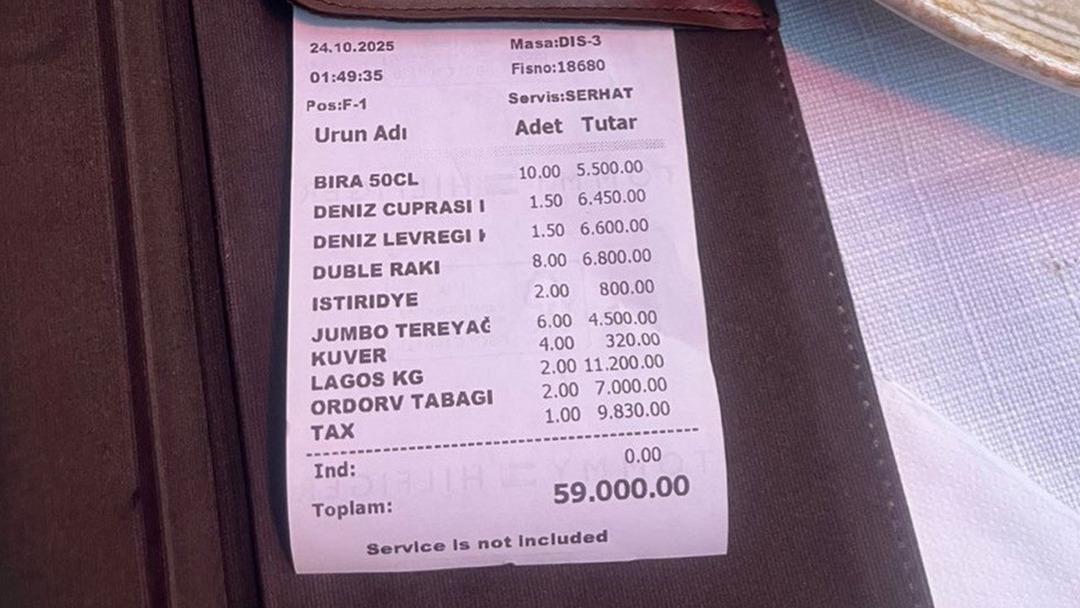 24.10.2025 Masa:DIS-3
01:49:35 Fisno:18680
Pos:F-1 Servis:SERHAT
Urun Adı Adet Tutar
BIRA 50CL 10.00 5.500.00
DENIZ CUPRASI 1.50 6.450.00
DENIZ LEVREGI 1.50 6.600.00
DUBLE RAKI 8.00 6.800.00
ISTIRIDYE 2.00 800.00
JUMBO TEREYAĞ 6.00 4.500.00
KUVER 4.00 320.00
LAGOS KG 2.00 11.200.00
ORDORV TABAGI 2.00 7.000.00
TAX 1.00 9.830.00
Ind: 0.00
Toplam: 59.000.00
Service is not included